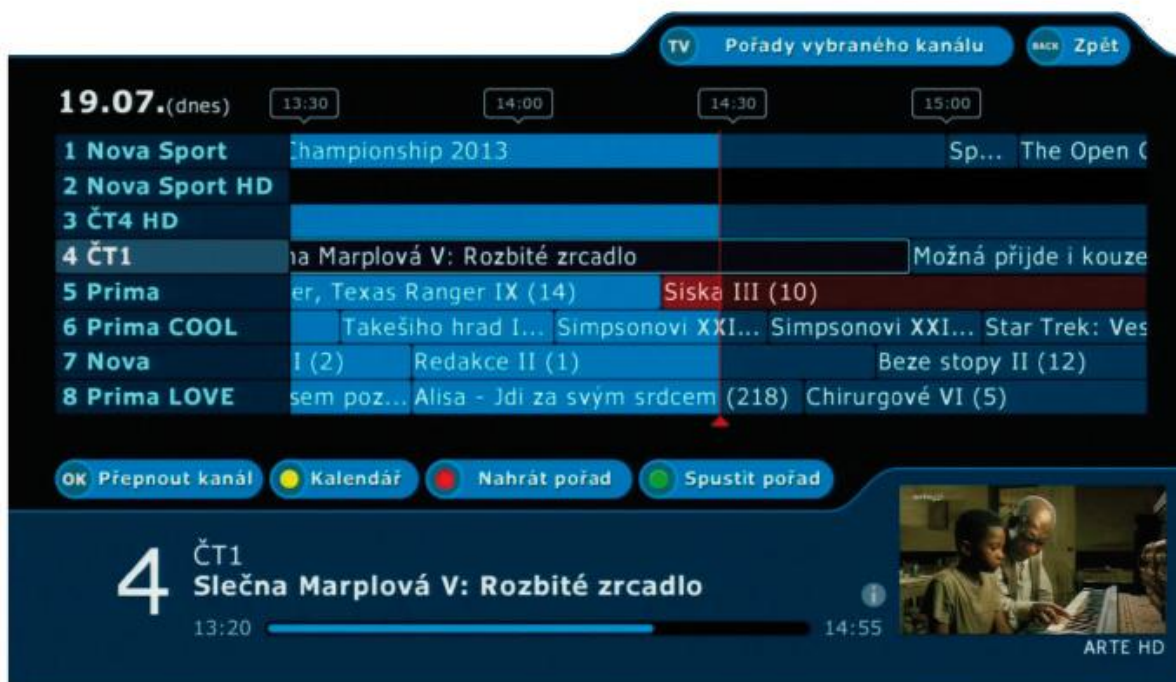 TV Pořady vybraného kanálu BACK Zpět
19.07.(dnes) 13:30 14:00 14:30 15:00
1 Nova Sport Championship 2013 Sp... The Open C
2 Nova Sport HD
3 ČT4 HD
4 ČT1 na Marplová V: Rozbité zrcadlo Možná přijde i kouze
5 Prima er, Texas Ranger IX (14) Siska III (10)
6 Prima COOL Takešiho hrad I... Simpsonovi XXI... Simpsonovi XXI... Star Trek: Ves
7 Nova I (2) Redakce II (1) Beze stopy II (12)
8 Prima LOVE sem poz... Alisa - Jdi za svým srdcem (218) Chirurgové VI (5)
OK Přepnout kanál Kalendář Nahrát pořad Spustit pořad
4 ČT1
Slečna Marplová V: Rozbité zrcadlo
13:20 14:55
ARTE HD